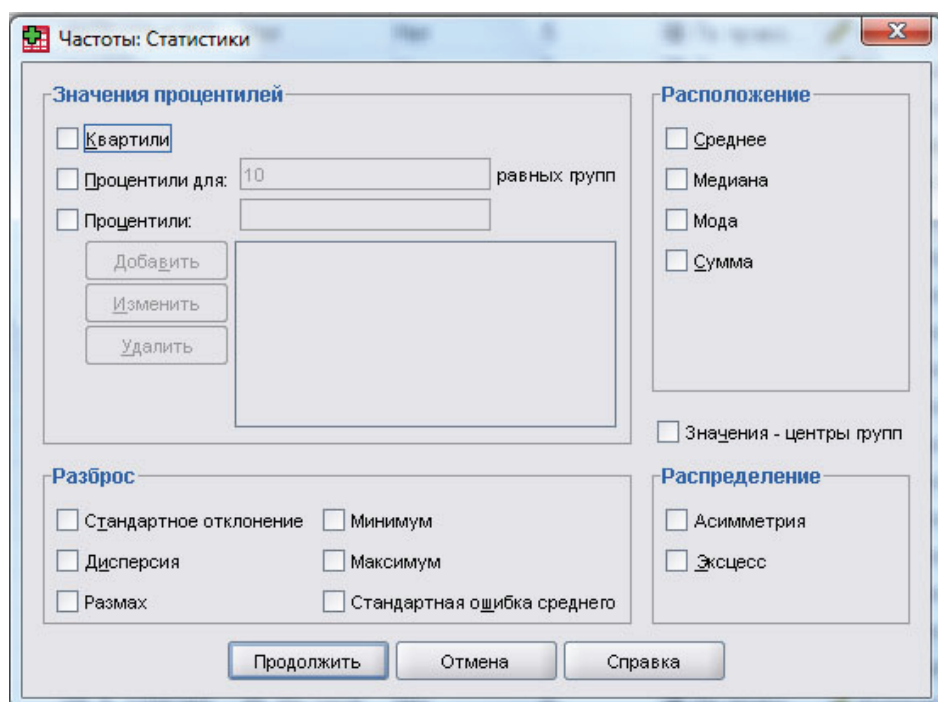 Частоты: Статистики
Значения процентилей
Квартили
Процентили для: 10 равных групп
Процентили:
Добавить
Изменить
Удалить
Расположение
Среднее
Медиана
Мода
Сумма
Значения - центры групп
Разброс
Стандартное отклонение
Минимум
Дисперсия
Максимум
Размах
Стандартная ошибка среднего
Распределение
Асимметрия
Эксцесс
Продолжить
Отмена
Справка